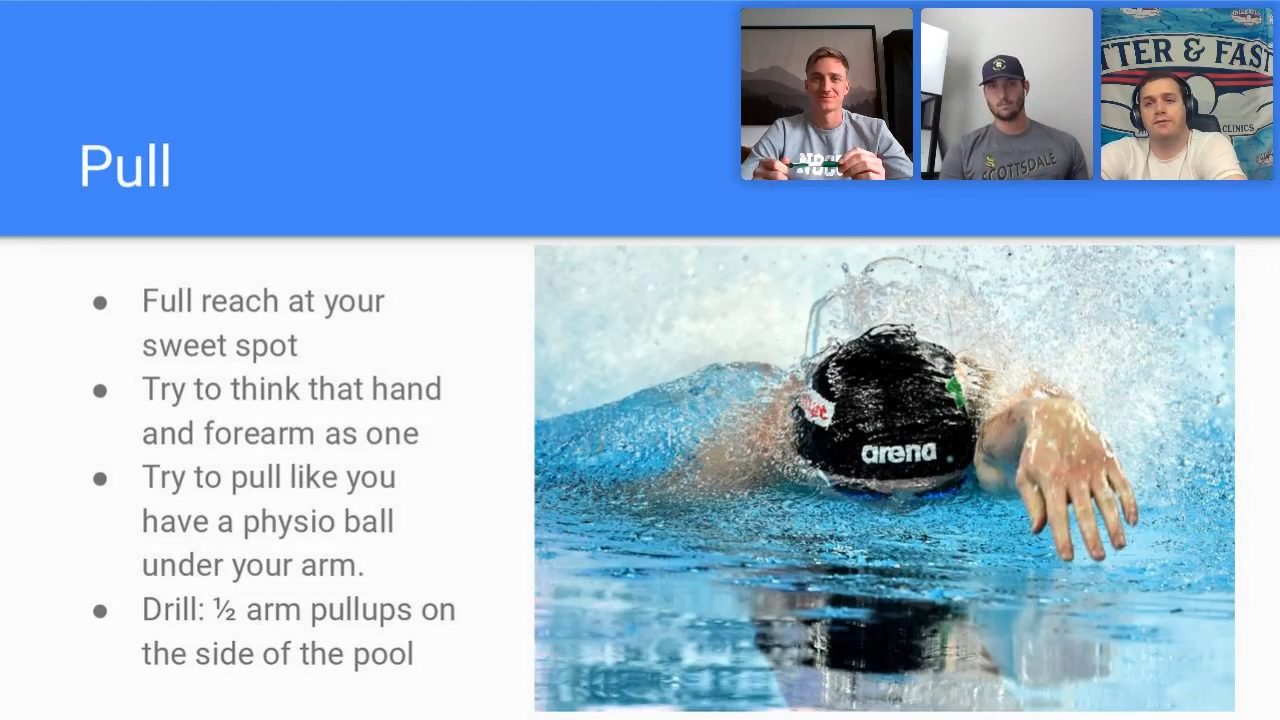 Pull
NOCO
SCOTTSDALE
TTER & FAST
CLINICS
● Full reach at your
sweet spot
● Try to think that hand
and forearm as one
● Try to pull like you
have a physio ball
under your arm.
● Drill: ½ arm pullups on
the side of the pool
arena